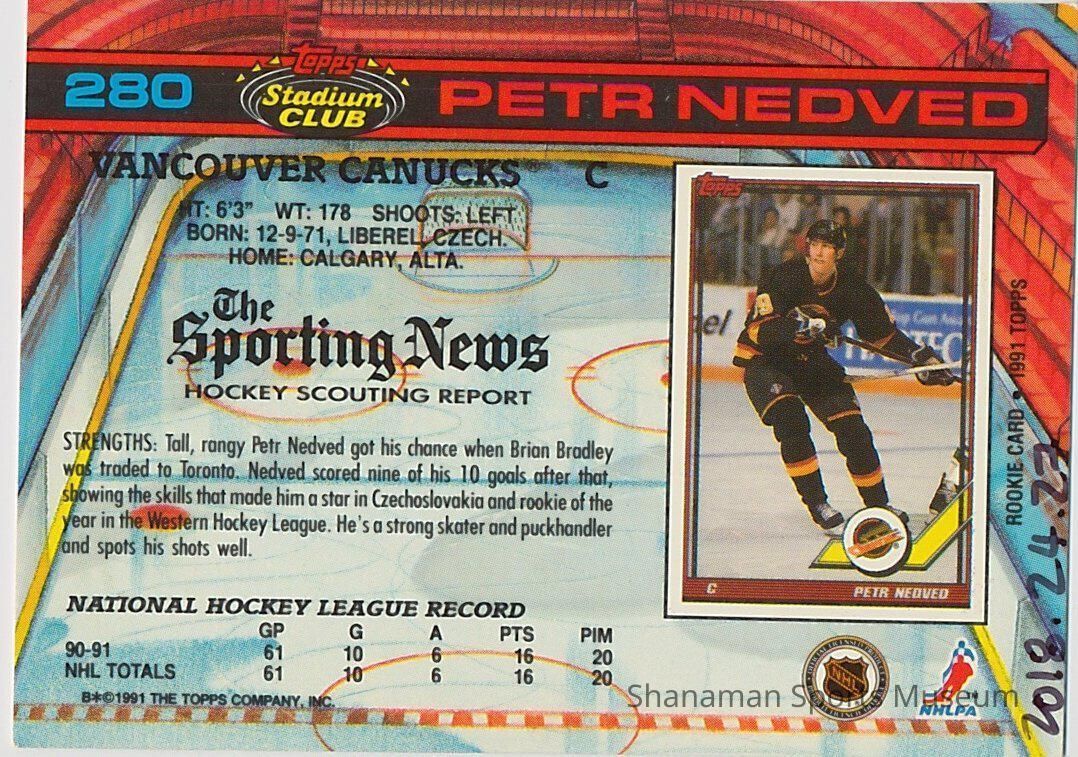 280
Topps
Stadium
CLUB
PETR NEDVED
VANCOUVER CANUCKS® C
HT: 6'3" WT: 178 SHOOTS: LEFT
BORN: 12-9-71, LIBEREL, CZECH.
HOME: CALGARY, ALTA.
The
Sporting News
HOCKEY SCOUTING REPORT
STRENGTHS: Tall, rangy Petr Nedved got his chance when Brian Bradley
was traded to Toronto. Nedved scored nine of his 10 goals after that,
showing the skills that made him a star in Czechoslovakia and rookie of the
year in the Western Hockey League. He's a strong skater and puckhandler
and spots his shots well.
NATIONAL HOCKEY LEAGUE RECORD
GP G A PTS PIM
90-91 61 10 6 16 20
NHL TOTALS 61 10 6 16 20
B*©1991 THE TOPPS COMPANY, INC.
Topps
19
C PETR NEDVED
ROOKIE CARD • 1991 TOPPS
2018.24.23
NHL
NHLPA
Shanaman Sports Museum